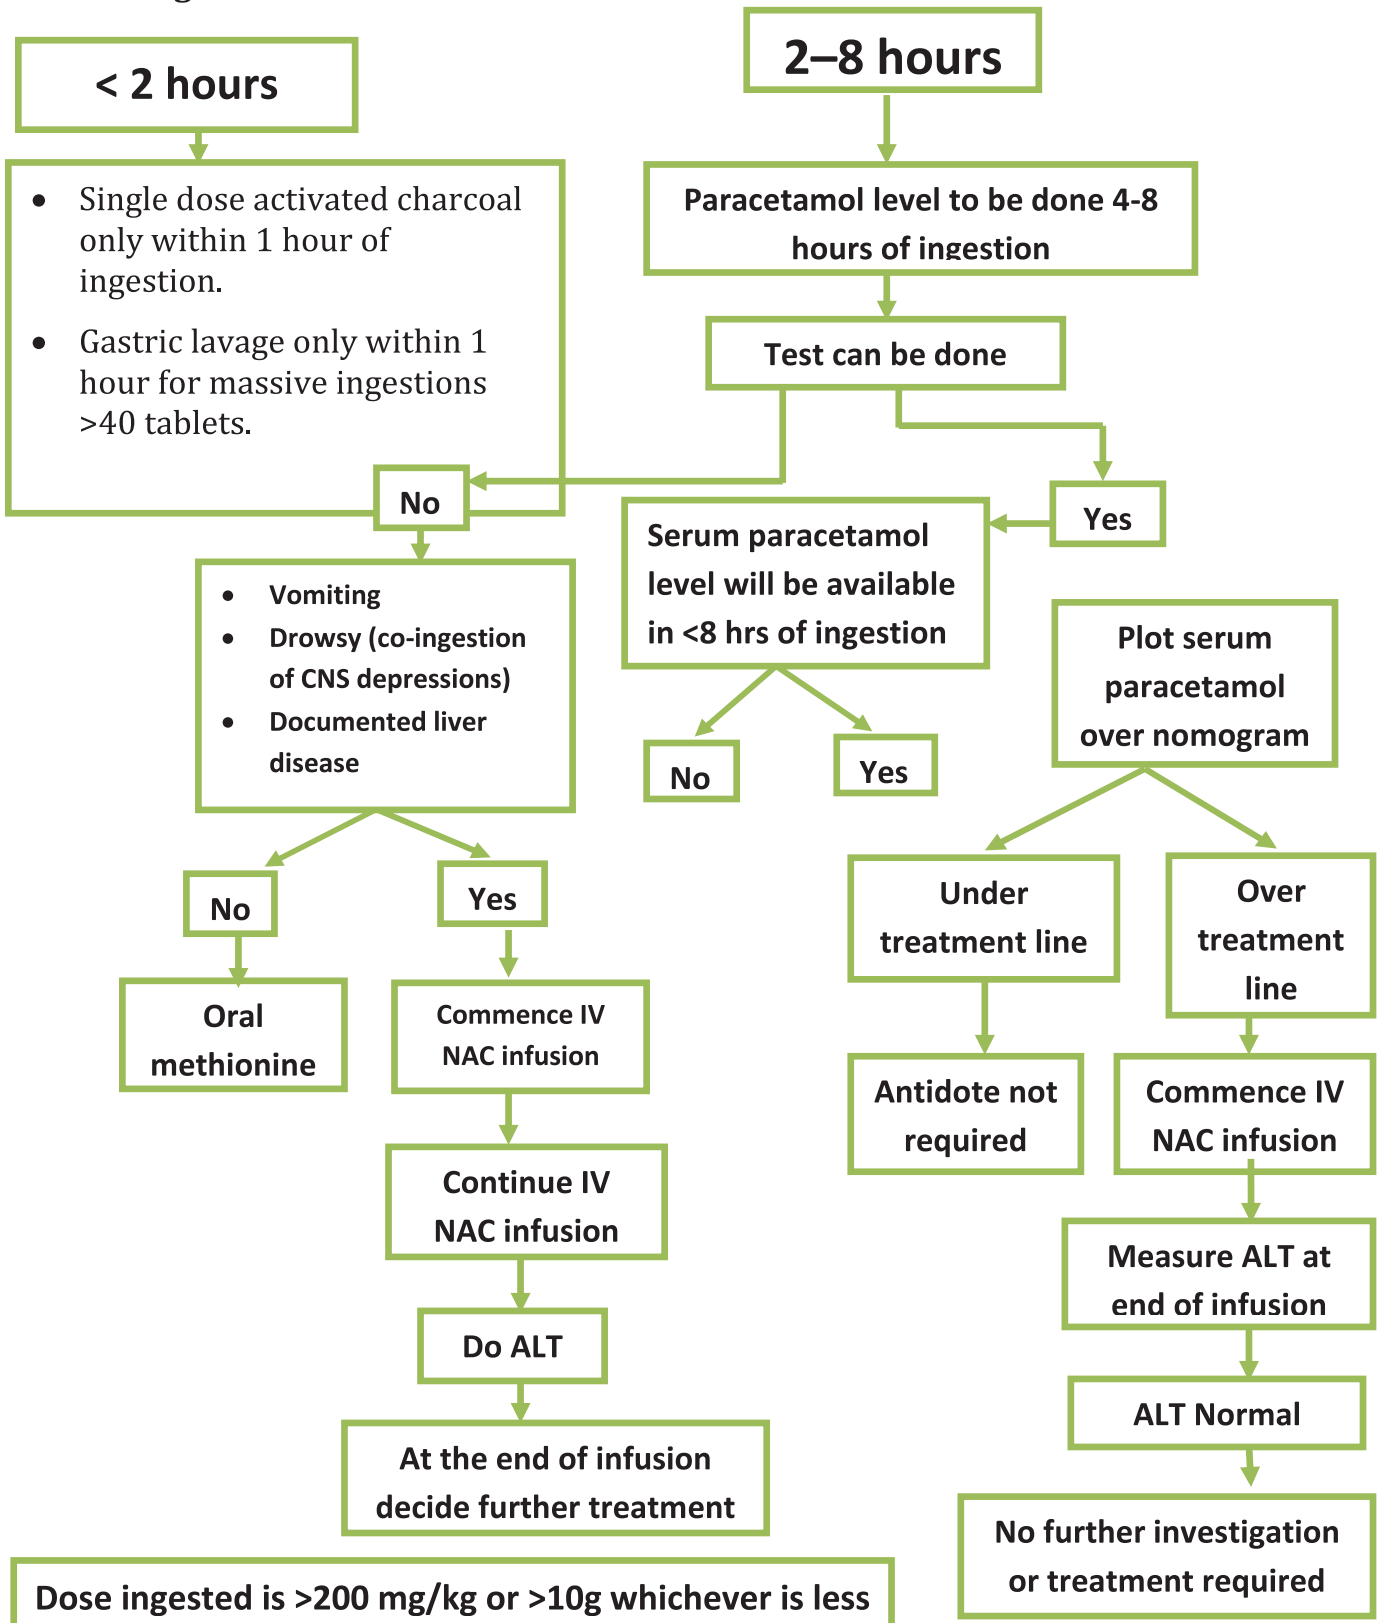 < 2 hours
• Single dose activated charcoal
only within 1 hour of
ingestion.
• Gastric lavage only within 1
hour for massive ingestions
>40 tablets.
2–8 hours
Paracetamol level to be done 4-8
hours of ingestion
Test can be done
No
Yes
Serum paracetamol
level will be available
in <8 hrs of ingestion
No
Yes
• Vomiting
• Drowsy (co-ingestion
of CNS depressions)
• Documented liver
disease
No
Yes
Oral
methionine
Commence IV
NAC infusion
Continue IV
NAC infusion
Do ALT
At the end of infusion
decide further treatment
Plot serum
paracetamol
over nomogram
Under
treatment line
Over
treatment
line
Antidote not
required
Commence IV
NAC infusion
Measure ALT at
end of infusion
ALT Normal
No further investigation
or treatment required
Dose ingested is >200 mg/kg or >10g whichever is less